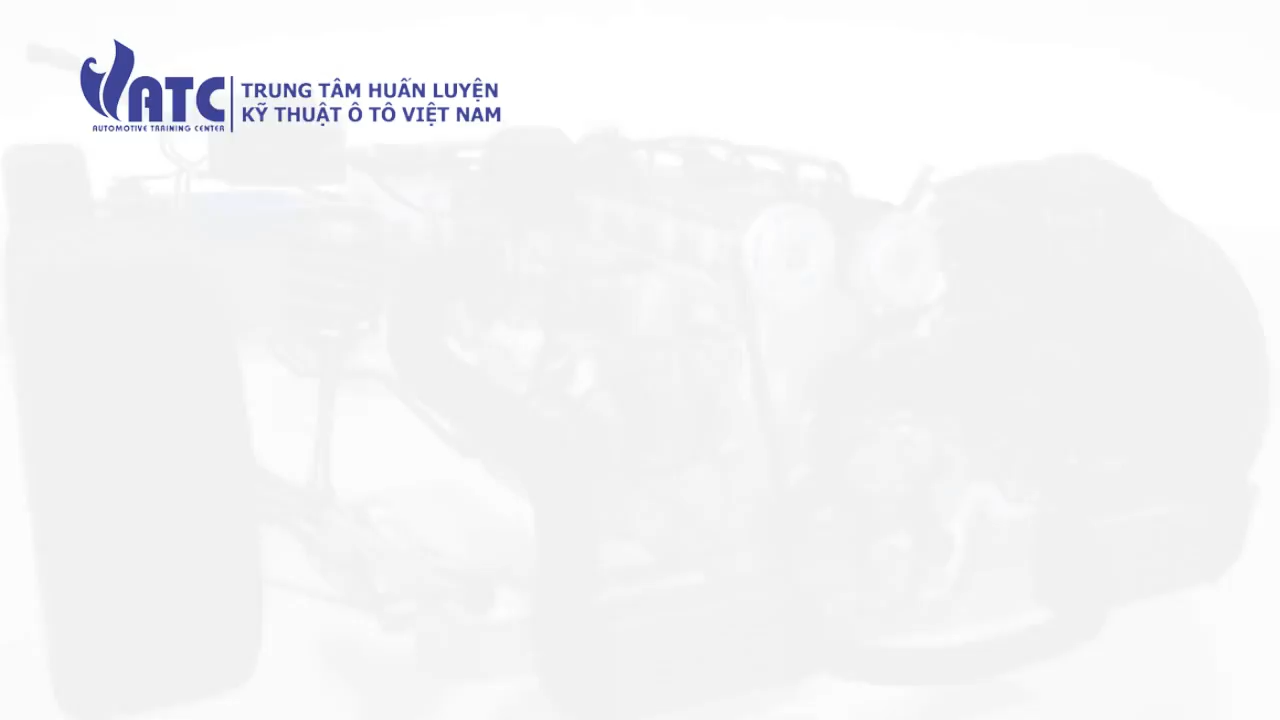 VATC
AUTOMOTIVE TRAINING CENTER
TRUNG TÂM HUẤN LUYỆN
KỸ THUẬT Ô TÔ VIỆT NAM